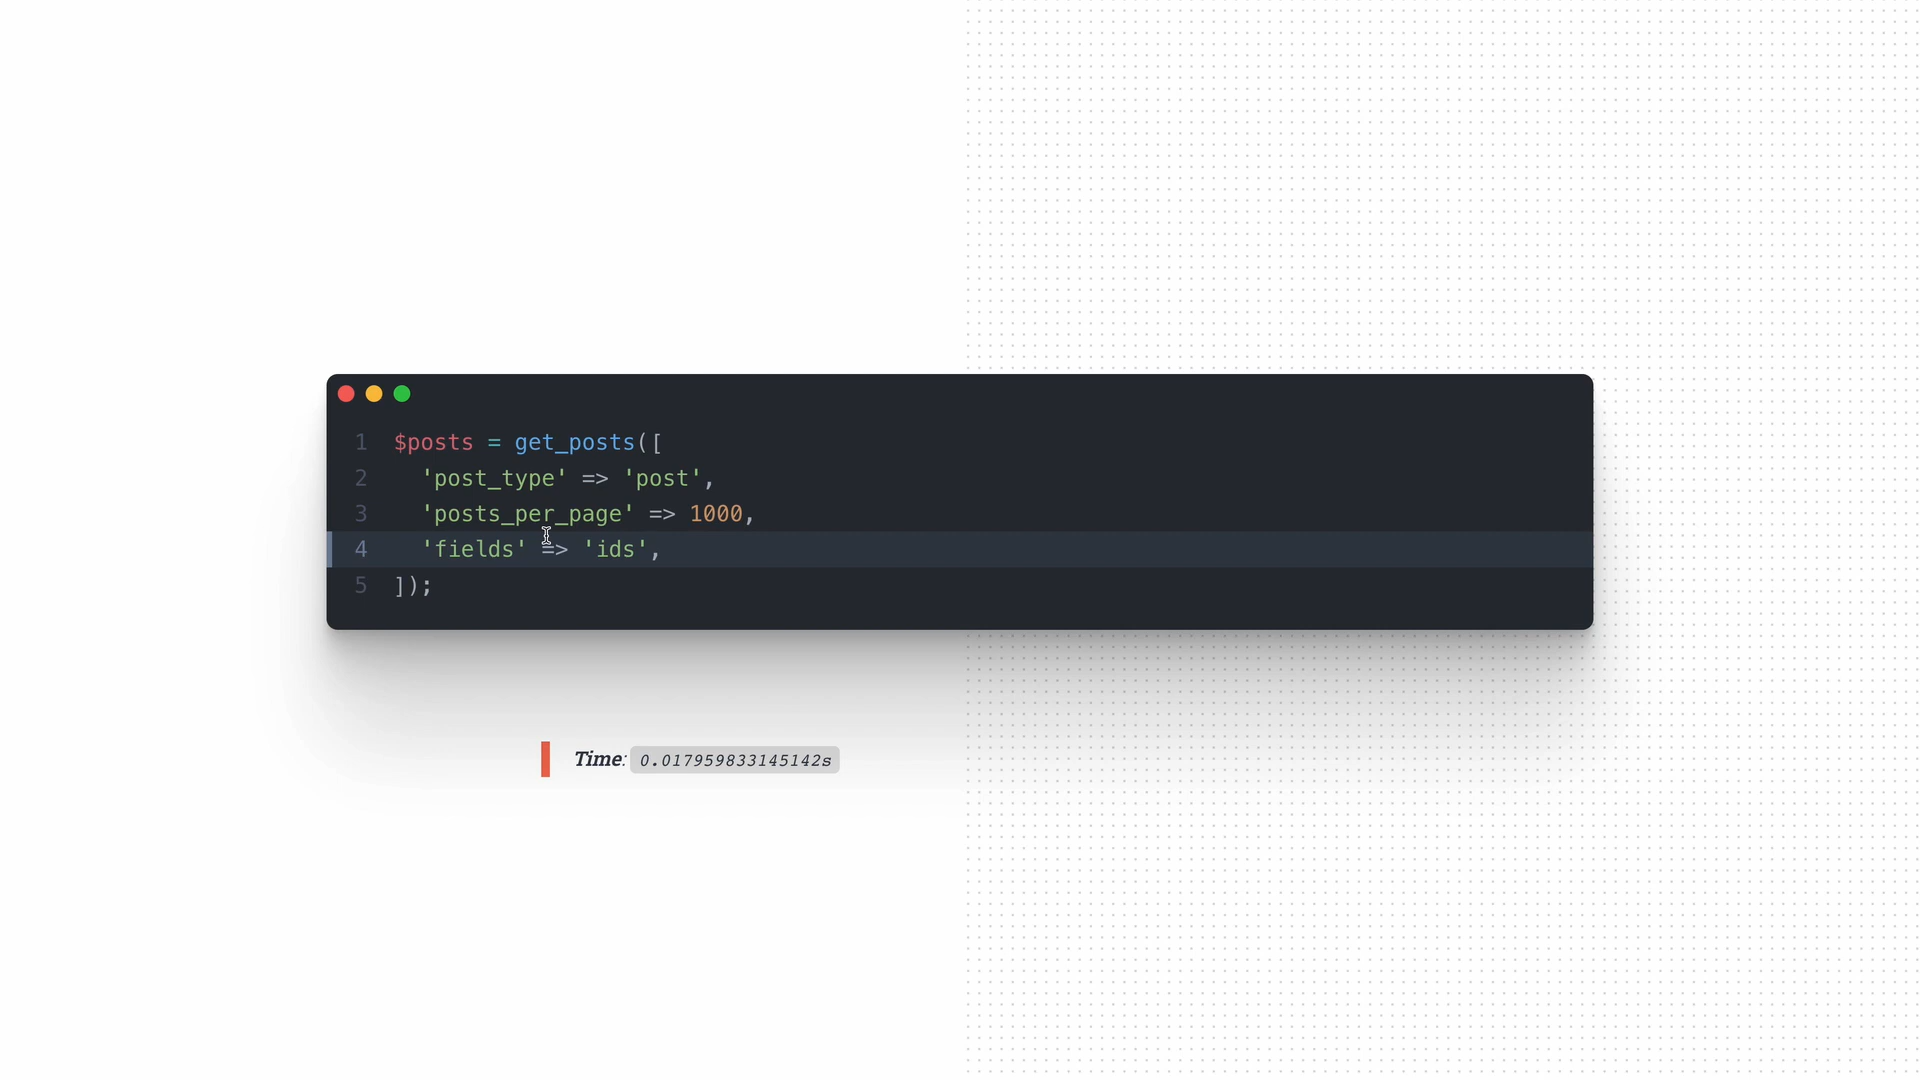 1 $posts = get_posts([
2 'post_type' => 'post',
3 'posts_per_page' => 1000,
4 'fields' => 'ids',
5 ]);
Time: 0.017959833145142s